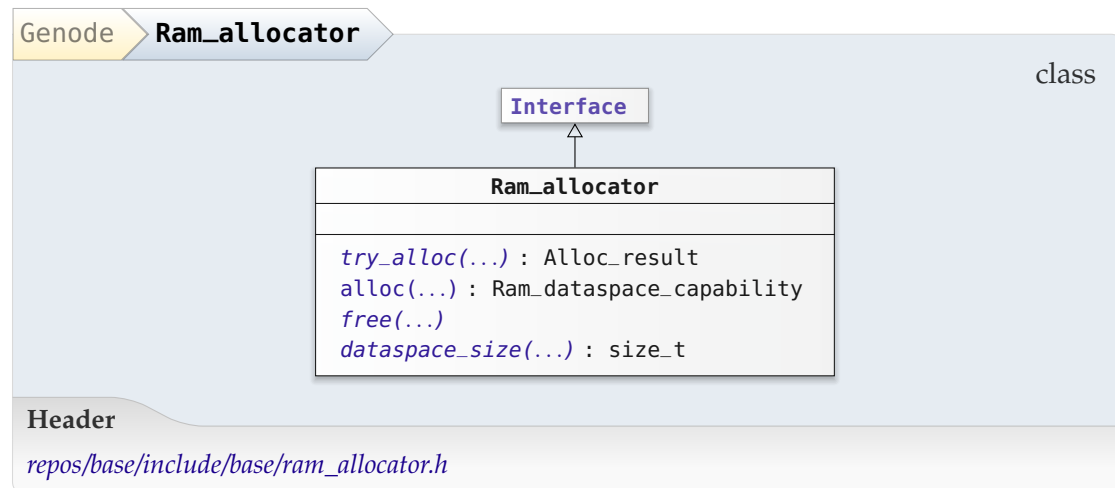 Genode Ram_allocator
class
Interface
Ram_allocator
try_alloc(...) : Alloc_result
alloc(...) : Ram_dataspace_capability
free(...)
dataspace_size(...) : size_t
Header
repos/base/include/base/ram_allocator.h